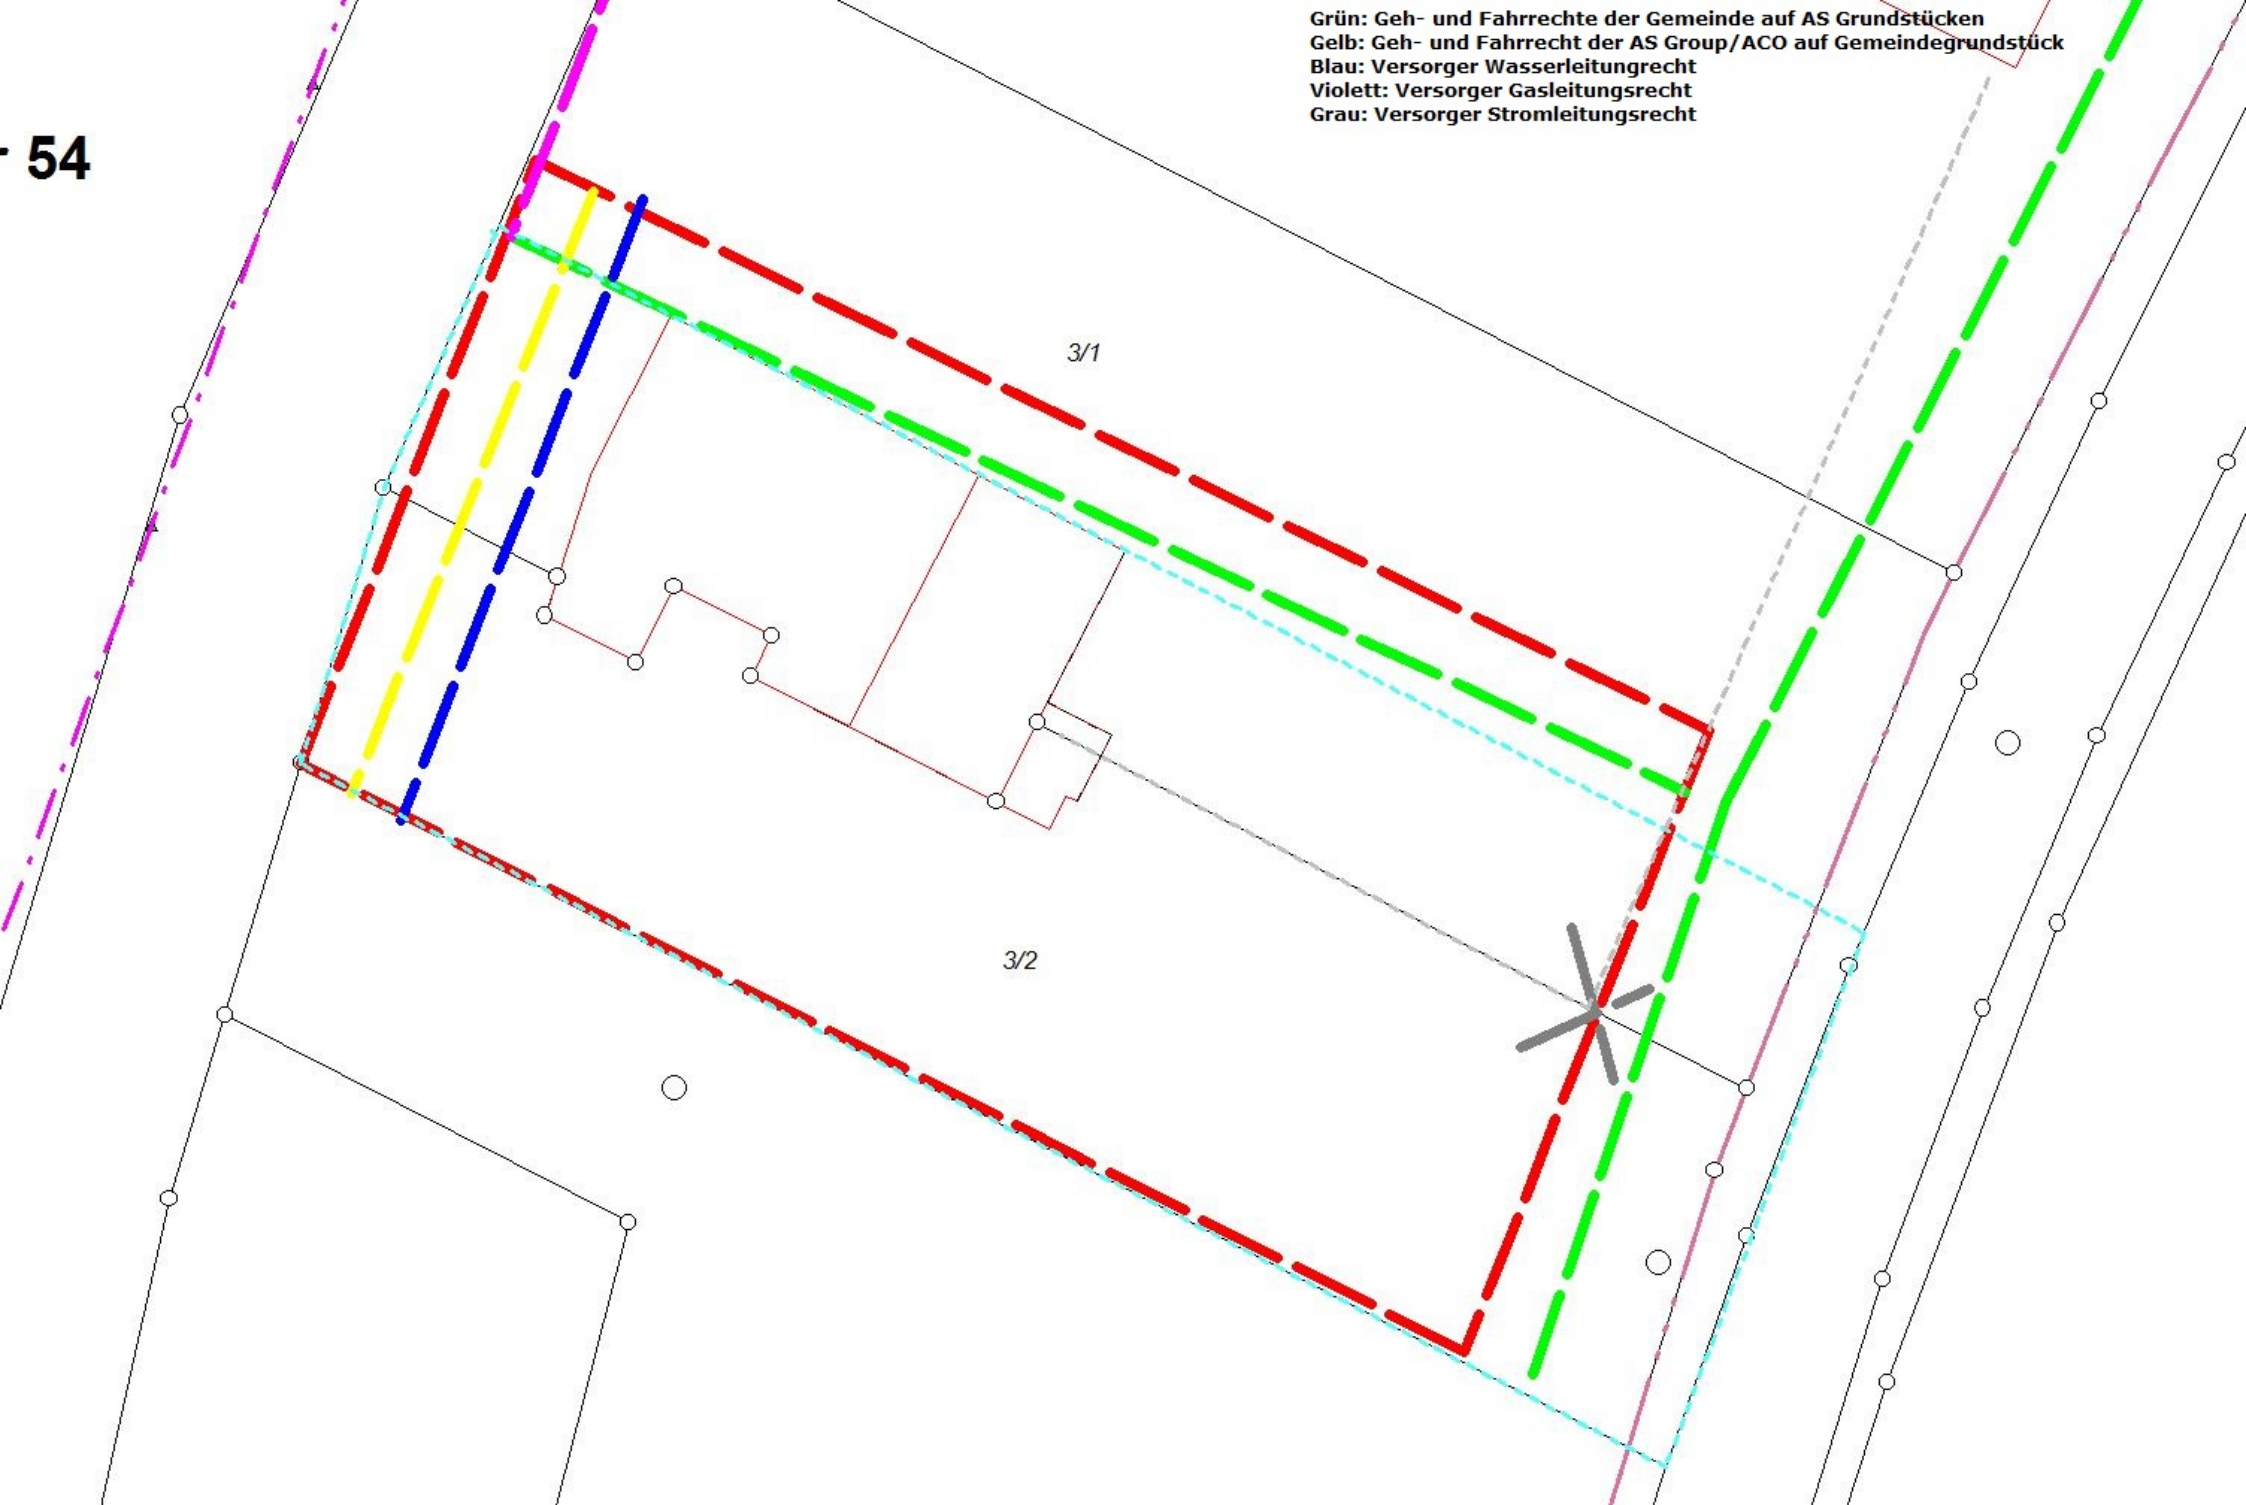 Grün: Geh- und Fahrrechte der Gemeinde auf AS Grundstücken
Gelb: Geh- und Fahrrecht der AS Group/ACO auf Gemeindegrundstück
Blau: Versorger Wasserleitungrecht
Violett: Versorger Gasleitungsrecht
Grau: Versorger Stromleitungsrecht
r 54
3/1
3/2